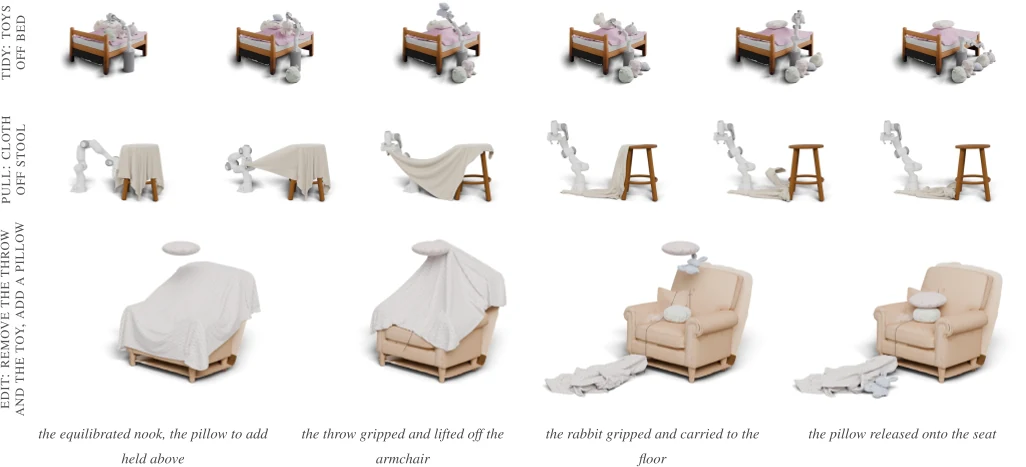 TIDY: TOYS
OFF BED
PULL: CLOTH
OFF STOOL
EDIT: REMOVE THE THROW
AND THE TOY, ADD A PILLOW
the equilibrated nook, the pillow to add
held above
the throw gripped and lifted off the
armchair
the rabbit gripped and carried to the
floor
the pillow released onto the seat